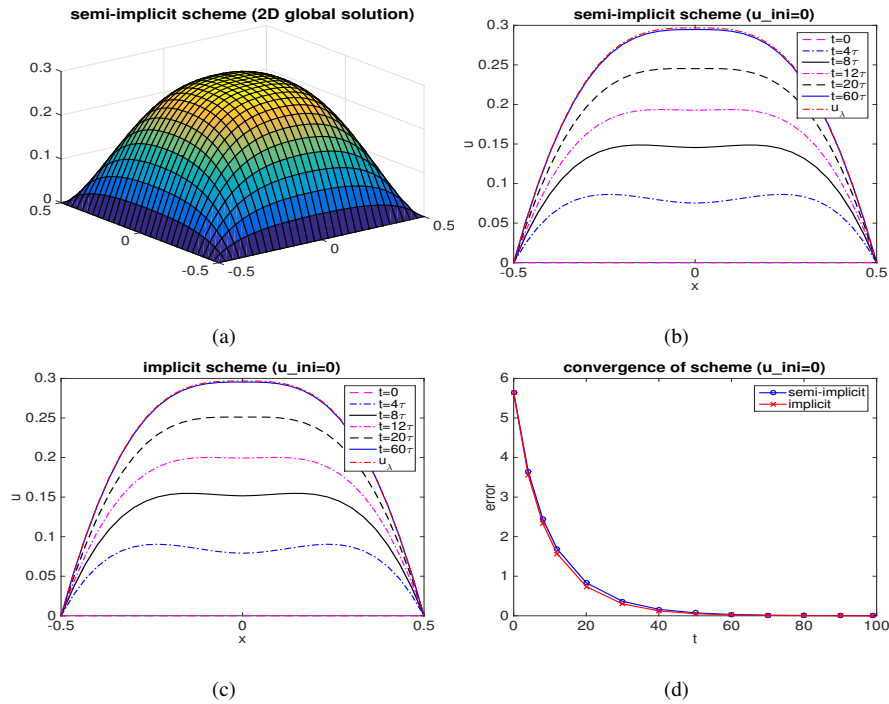 semi-implicit scheme (2D global solution)
0.3
0.2
0.1
0
0.5
0
-0.5
-0.5
0
0.5
(a)
semi-implicit scheme (u_ini=0)
0.3
0.25
0.2
0.15
0.1
0.05
0
u
-0.5
0
0.5
x
t=0
t=4τ
t=8τ
t=12τ
t=20τ
t=60τ
u_λ
(b)
implicit scheme (u_ini=0)
0.3
0.25
0.2
0.15
0.1
0.05
0
u
-0.5
0
0.5
x
t=0
t=4τ
t=8τ
t=12τ
t=20τ
t=60τ
u_λ
(c)
convergence of scheme (u_ini=0)
6
5
4
3
2
1
0
error
0
20
40
60
80
100
t
semi-implicit
implicit
(d)